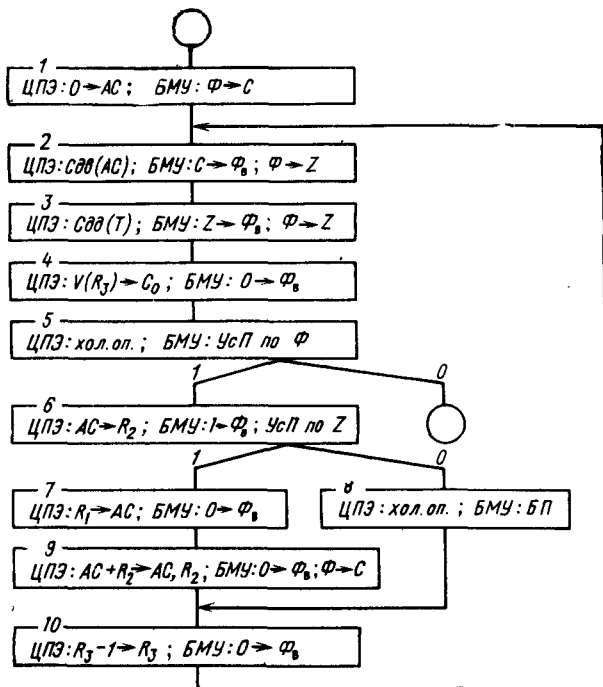 1
ЦПЭ: 0→AC; БМУ: Ф→C
2
ЦПЭ: Сдв(AC); БМУ: C→Фв; Ф→Z
3
ЦПЭ: Сдд(T); БМУ: Z→Фв; Ф→Z
4
ЦПЭ: V(R3)→C0; БМУ: 0→Фв
5
ЦПЭ: хол.оп.; БМУ: УсП по Ф
1 0
6
ЦПЭ: AC→R2; БМУ: 1→Фв; УсП по Z
1 0
7 8
ЦПЭ: R1→AC; БМУ: 0→Фв ЦПЭ: хол.оп.; БМУ: БП
9
ЦПЭ: AC+R2→AC, R2; БМУ: 0→Фв; Ф→C
10
ЦПЭ: R3-1→R3; БМУ: 0→Фв